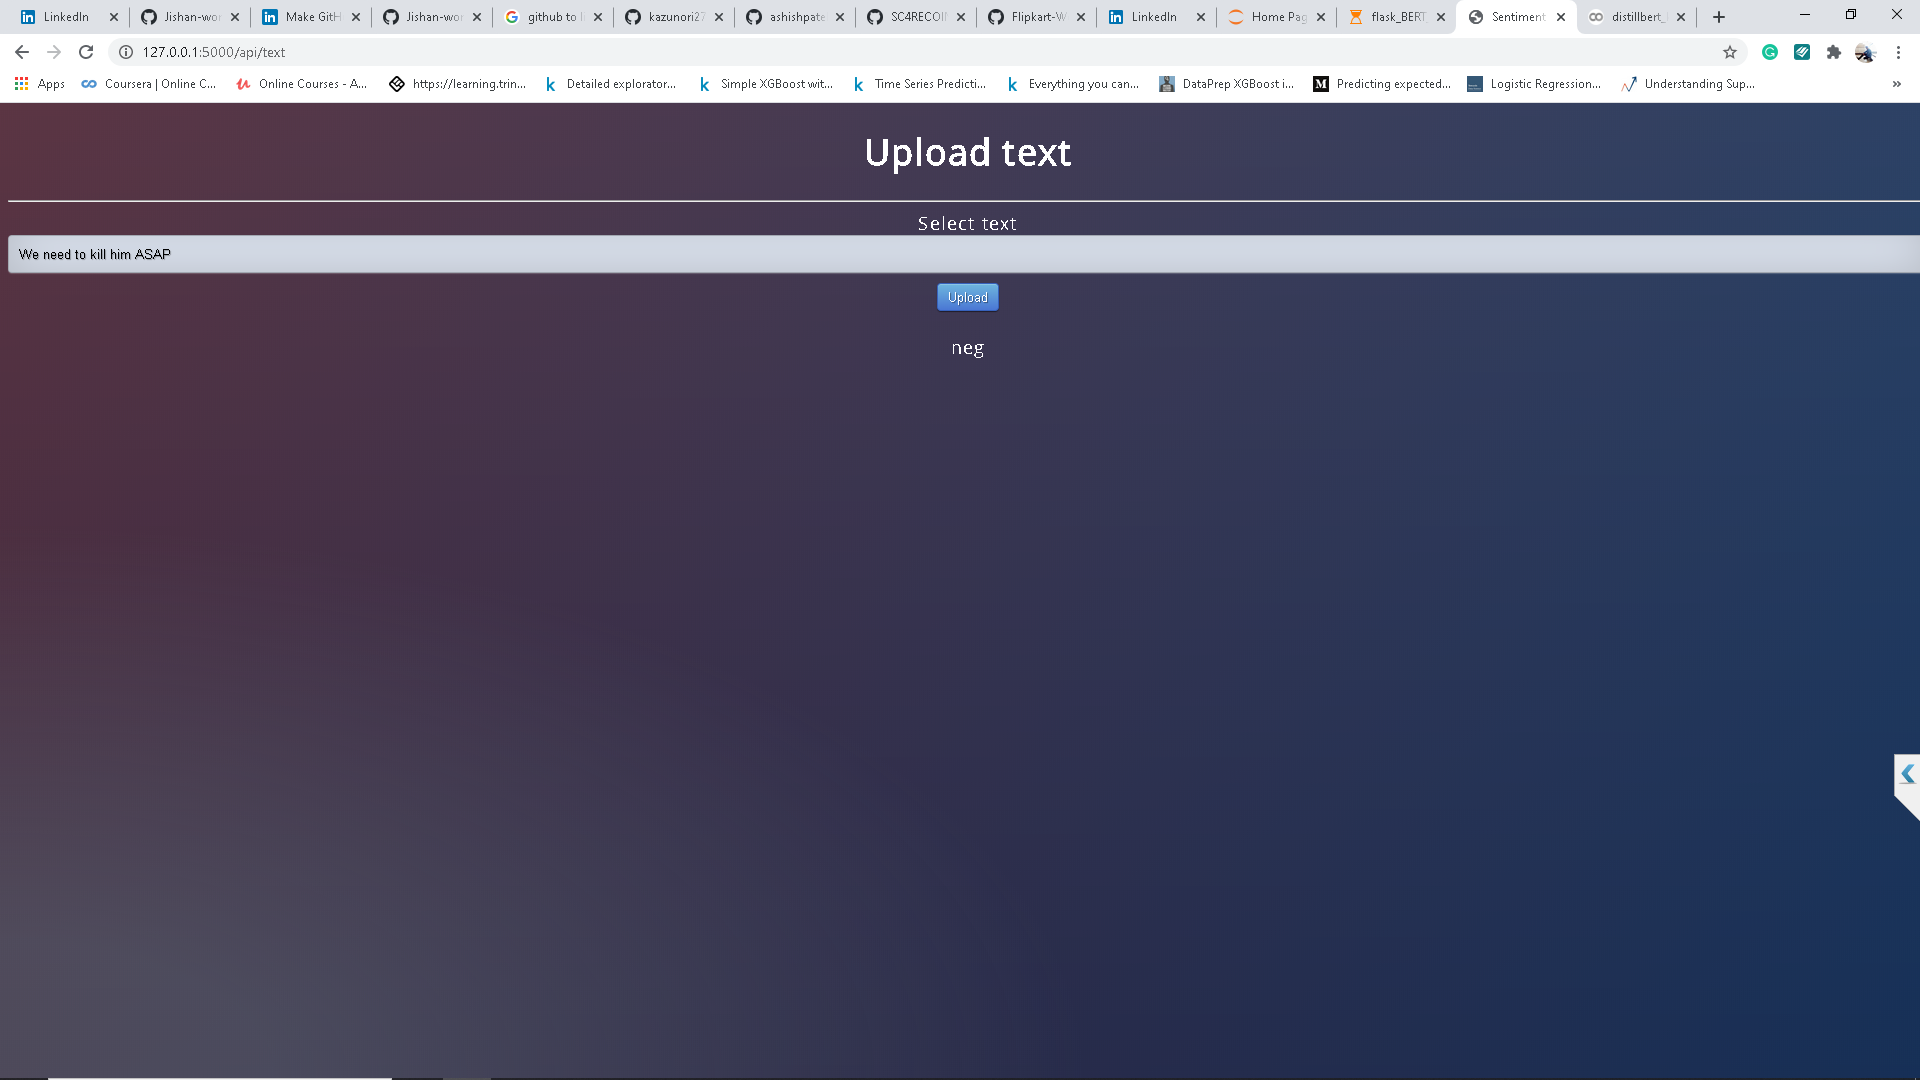 LinkedIn Jishan-wor Make GitH Jishan-wor github to li kazunori27 ashishpate SC4RECOI Flipkart-W LinkedIn Home Pag flask_BERT Sentiment distillbert_
127.0.0.1:5000/api/text
Apps Coursera | Online C... Online Courses - A... https://learning.trin... Detailed explorator... Simple XGBoost wit... Time Series Predicti... Everything you can... DataPrep XGBoost i... Predicting expected... Logistic Regression... Understanding Sup... »
Upload text
Select text
We need to kill him ASAP
Upload
neg